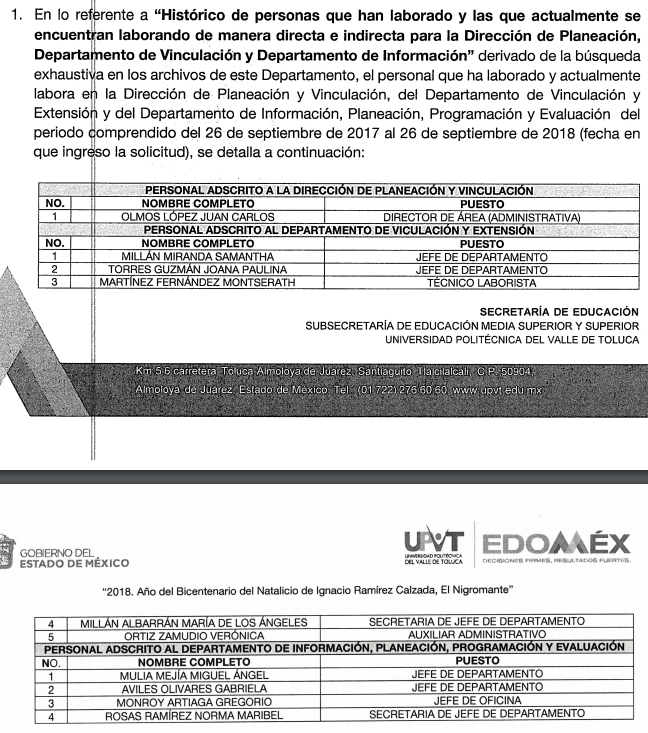 1. En lo referente a “Histórico de personas que han laborado y las que actualmente se
encuentran laborando de manera directa e indirecta para la Dirección de Planeación,
Departamento de Vinculación y Departamento de Información” derivado de la búsqueda
exhaustiva en los archivos de este Departamento, el personal que ha laborado y actualmente
labora en la Dirección de Planeación y Vinculación, del Departamento de Vinculación y
Extensión y del Departamento de Información, Planeación, Programación y Evaluación del
periodo comprendido del 26 de septiembre de 2017 al 26 de septiembre de 2018 (fecha en
que ingreso la solicitud), se detalla a continuación:
PERSONAL ADSCRITO A LA DIRECCIÓN DE PLANEACIÓN Y VINCULACIÓN
NO. NOMBRE COMPLETO PUESTO
1 OLMOS LÓPEZ JUAN CARLOS DIRECTOR DE ÁREA (ADMINISTRATIVA)
PERSONAL ADSCRITO AL DEPARTAMENTO DE VICULACIÓN Y EXTENSIÓN
NO. NOMBRE COMPLETO PUESTO
1 MILLÁN MIRANDA SAMANTHA JEFE DE DEPARTAMENTO
2 TORRES GUZMÁN JOANA PAULINA JEFE DE DEPARTAMENTO
3 MARTÍNEZ FERNÁNDEZ MONTSERATH TÉCNICO LABORISTA
SECRETARÍA DE EDUCACIÓN
SUBSECRETARÍA DE EDUCACIÓN MEDIA SUPERIOR Y SUPERIOR
UNIVERSIDAD POLITÉCNICA DEL VALLE DE TOLUCA
Km 5.6 carretera Toluca-Almoloya de Juárez, Santiaguito Tlalcilalcali, C.P. 50904,
Almoloya de Juárez, Estado de México. Tel.: (01 722) 276 60 60 www.upvt.edu.mx
GOBIERNO DEL
ESTADO DE MÉXICO
UPVT
UNIVERSIDAD POLITÉCNICA
DEL VALLE DE TOLUCA
EDOMÉX
DECISIONES FIRMES, RESULTADOS FUERTES.
“2018. Año del Bicentenario del Natalicio de Ignacio Ramírez Calzada, El Nigromante”
4 MILLÁN ALBARRÁN MARÍA DE LOS ÁNGELES SECRETARIA DE JEFE DE DEPARTAMENTO
5 ORTIZ ZAMUDIO VERÓNICA AUXILIAR ADMINISTRATIVO
PERSONAL ADSCRITO AL DEPARTAMENTO DE INFORMACIÓN, PLANEACIÓN, PROGRAMACIÓN Y EVALUACIÓN
NO. NOMBRE COMPLETO PUESTO
1 MULIA MEJÍA MIGUEL ÁNGEL JEFE DE DEPARTAMENTO
2 AVILES OLIVARES GABRIELA JEFE DE DEPARTAMENTO
3 MONROY ARTIAGA GREGORIO JEFE DE OFICINA
4 ROSAS RAMÍREZ NORMA MARIBEL SECRETARIA DE JEFE DE DEPARTAMENTO